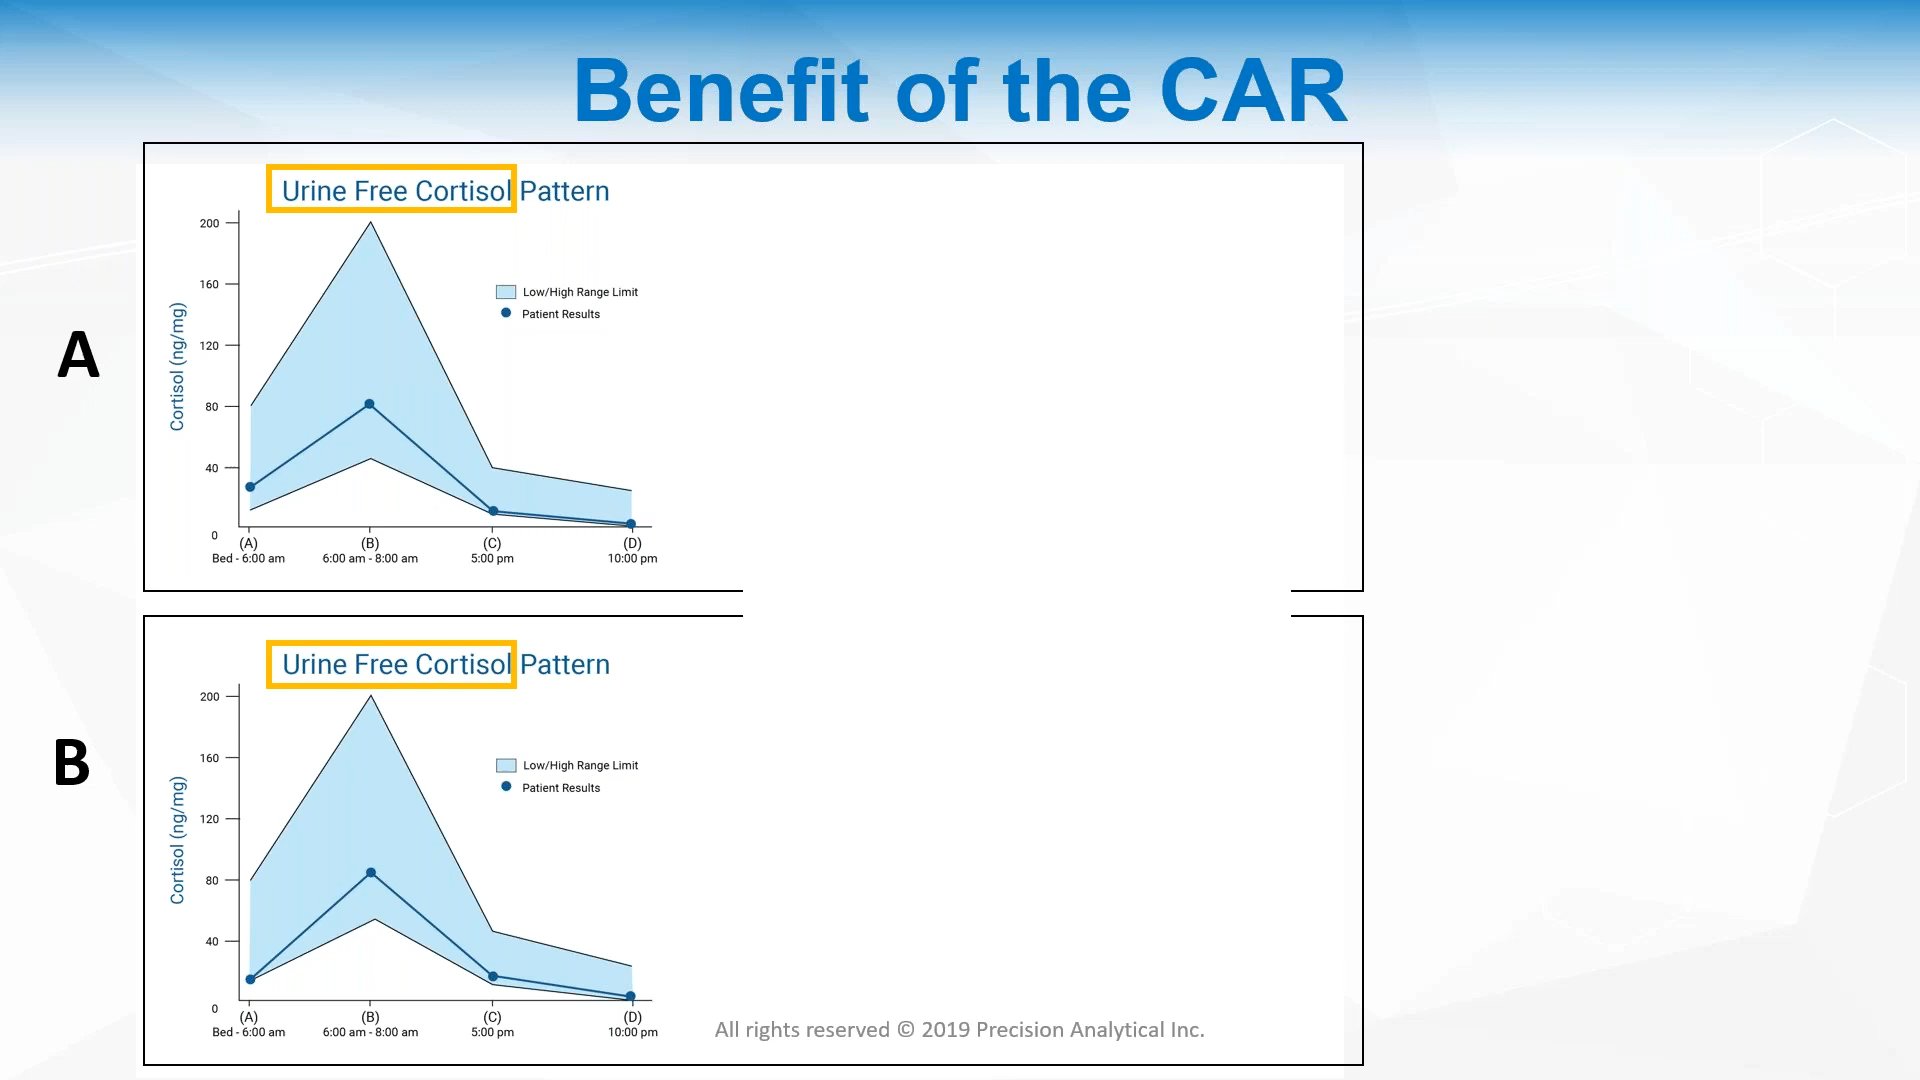 Benefit of the CAR
A
Urine Free Cortisol Pattern
200
160
120
80
40
0
Cortisol (ng/mg)
Low/High Range Limit
Patient Results
(A) (B) (C) (D)
Bed - 6:00 am 6:00 am - 8:00 am 5:00 pm 10:00 pm
B
Urine Free Cortisol Pattern
200
160
120
80
40
0
Cortisol (ng/mg)
Low/High Range Limit
Patient Results
(A) (B) (C) (D)
Bed - 6:00 am 6:00 am - 8:00 am 5:00 pm 10:00 pm
All rights reserved © 2019 Precision Analytical Inc.